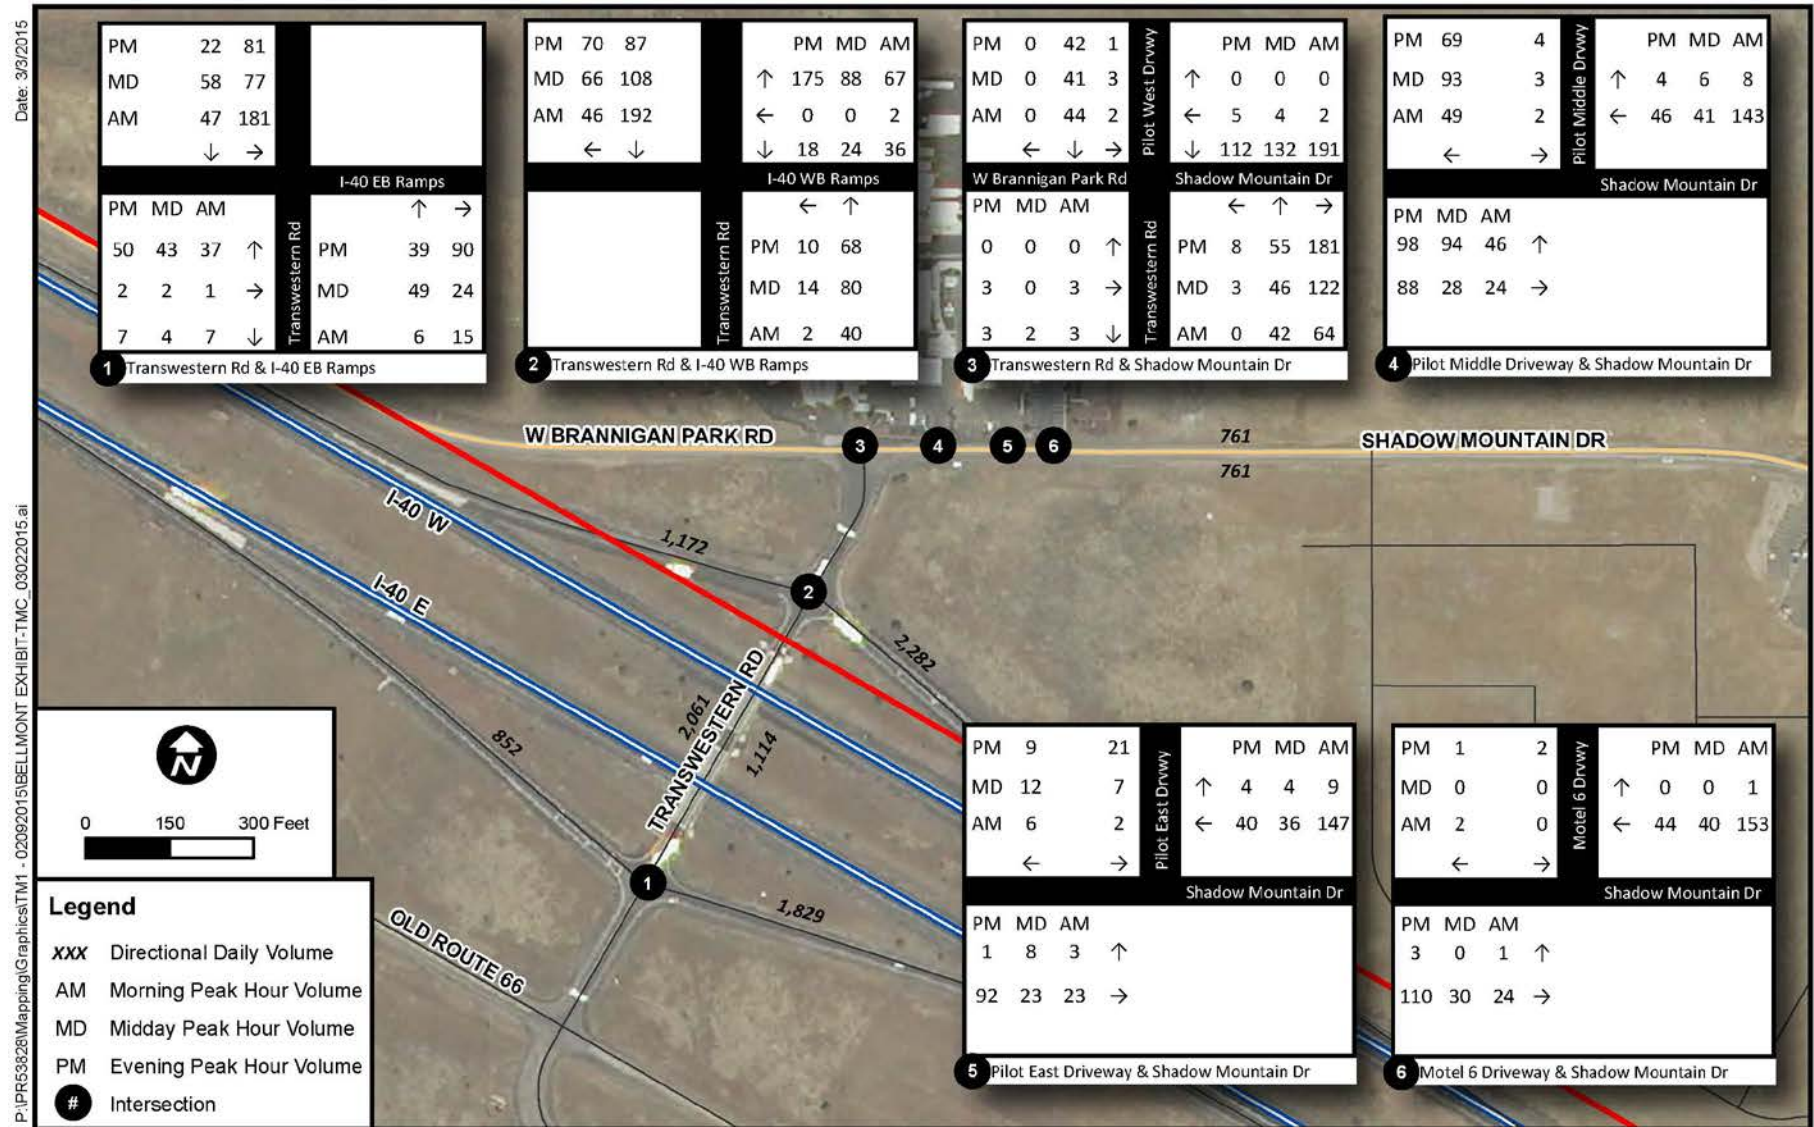 Date: 3/3/2015
P:\PR53828\Mapping\Graphics\TM1 - 02092015\BELLMONT EXHIBIT-TMC_03022015.ai
PM 22 81
MD 58 77
AM 47 181
↓ →
I-40 EB Ramps
Transwestern Rd
PM MD AM
50 43 37 ↑
2 2 1 →
7 4 7 ↓
↑ →
PM 39 90
MD 49 24
AM 6 15
1 Transwestern Rd & I-40 EB Ramps
PM 70 87
MD 66 108
AM 46 192
← ↓
PM MD AM
↑ 175 88 67
← 0 0 2
↓ 18 24 36
I-40 WB Ramps
Transwestern Rd
← ↑
PM 10 68
MD 14 80
AM 2 40
2 Transwestern Rd & I-40 WB Ramps
PM 0 42 1
MD 0 41 3
AM 0 44 2
← ↓ →
Pilot West Drvwy
PM MD AM
↑ 0 0 0
← 5 4 2
↓ 112 132 191
W Brannigan Park Rd
Shadow Mountain Dr
PM MD AM
0 0 0 ↑
3 0 3 →
3 2 3 ↓
Transwestern Rd
← ↑ →
PM 8 55 181
MD 3 46 122
AM 0 42 64
3 Transwestern Rd & Shadow Mountain Dr
PM 69 4
MD 93 3
AM 49 2
← →
Pilot Middle Drvwy
PM MD AM
↑ 4 6 8
← 46 41 143
Shadow Mountain Dr
PM MD AM
98 94 46 ↑
88 28 24 →
4 Pilot Middle Driveway & Shadow Mountain Dr
W BRANNIGAN PARK RD
3
4
5
6
761
761
SHADOW MOUNTAIN DR
I-40 W
1,172
I-40 E
2
2,282
TRANSWESTERN RD
2,061
1,114
852
1
1,829
OLD ROUTE 66
N
0 150 300 Feet
Legend
XXX Directional Daily Volume
AM Morning Peak Hour Volume
MD Midday Peak Hour Volume
PM Evening Peak Hour Volume
# Intersection
PM 9 21
MD 12 7
AM 6 2
← →
Pilot East Drvwy
PM MD AM
↑ 4 4 9
← 40 36 147
Shadow Mountain Dr
PM MD AM
1 8 3 ↑
92 23 23 →
5 Pilot East Driveway & Shadow Mountain Dr
PM 1 2
MD 0 0
AM 2 0
← →
Motel 6 Drvwy
PM MD AM
↑ 0 0 1
← 44 40 153
Shadow Mountain Dr
PM MD AM
3 0 1 ↑
110 30 24 →
6 Motel 6 Driveway & Shadow Mountain Dr